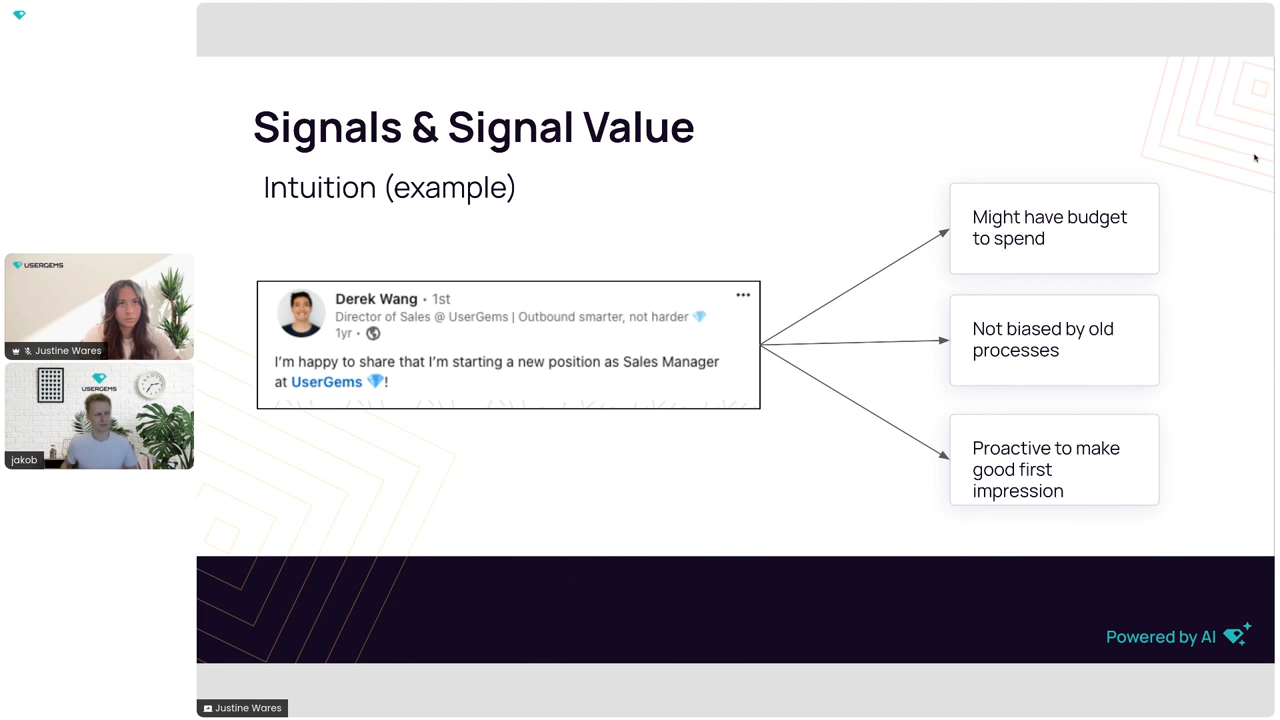 Signals & Signal Value
Intuition (example)
Derek Wang • 1st
Director of Sales @ UserGems | Outbound smarter, not harder 💎
1yr •
I'm happy to share that I'm starting a new position as Sales Manager
at UserGems 💎!
Might have budget
to spend
Not biased by old
processes
Proactive to make
good first
impression
Powered by AI
USERGEMS
Justine Wares
USERGEMS
jakob
Justine Wares